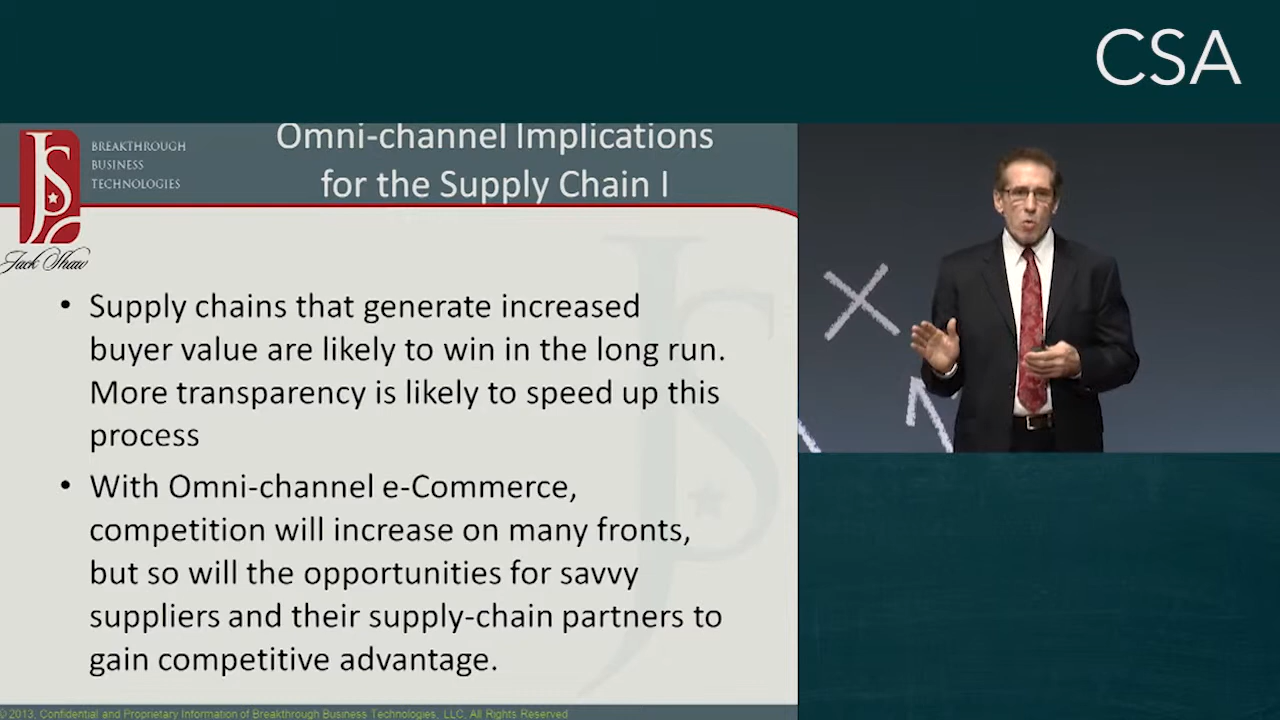 CSA
Omni-channel Implications
for the Supply Chain I
JS
BREAKTHROUGH
BUSINESS
TECHNOLOGIES
Jack Shaw
• Supply chains that generate increased
buyer value are likely to win in the long run.
More transparency is likely to speed up this
process
• With Omni-channel e-Commerce,
competition will increase on many fronts,
but so will the opportunities for savvy
suppliers and their supply-chain partners to
gain competitive advantage.
© 2013, Confidential and Proprietary Information of Breakthrough Business Technologies, LLC, All Rights Reserved